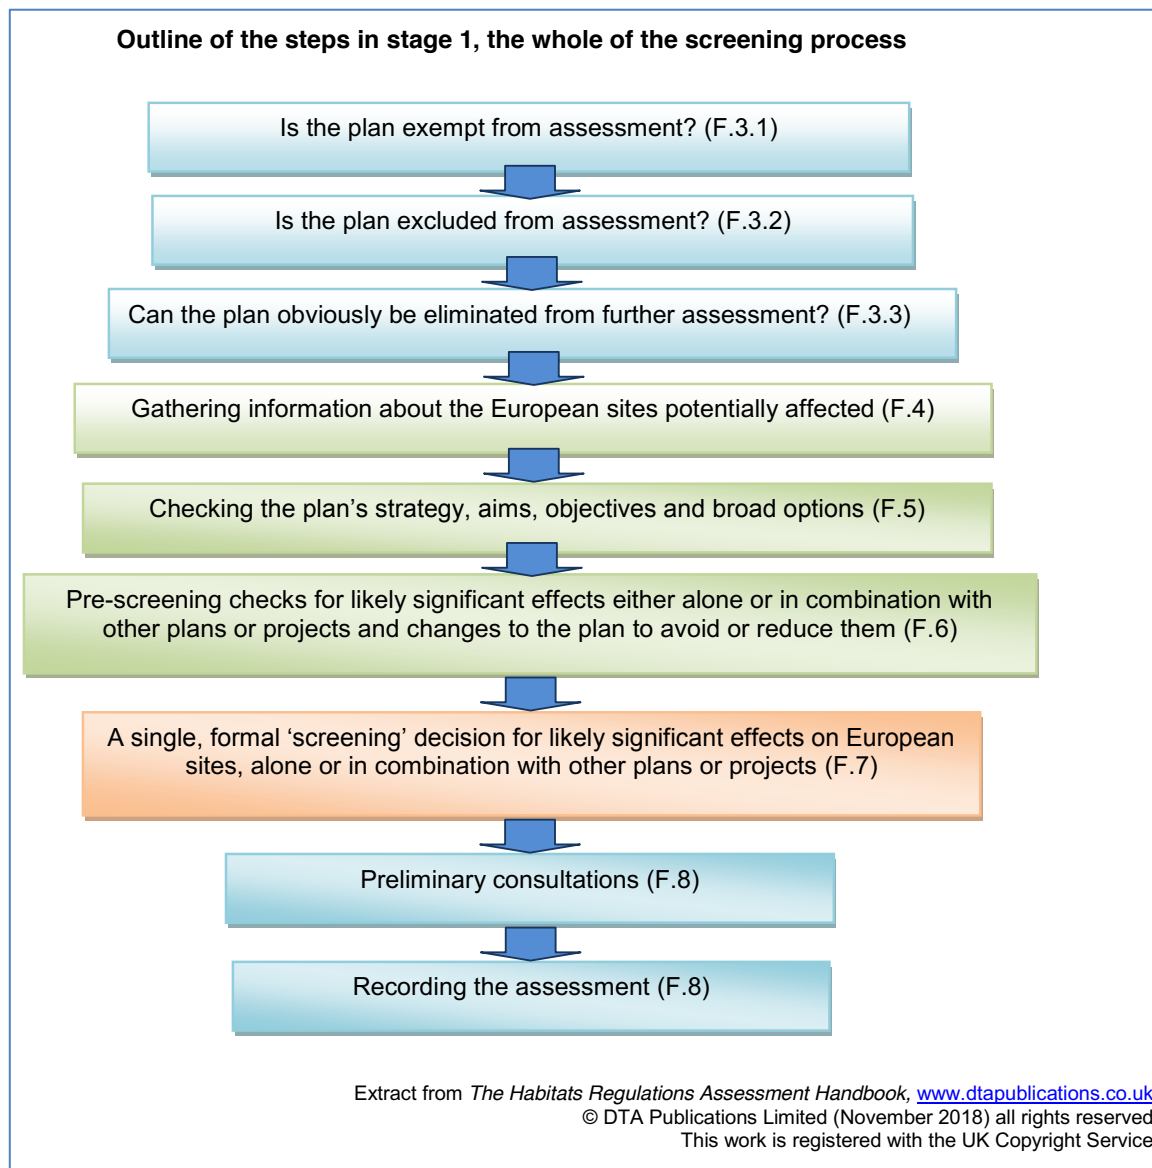 Outline of the steps in stage 1, the whole of the screening process
Is the plan exempt from assessment? (F.3.1)
Is the plan excluded from assessment? (F.3.2)
Can the plan obviously be eliminated from further assessment? (F.3.3)
Gathering information about the European sites potentially affected (F.4)
Checking the plan's strategy, aims, objectives and broad options (F.5)
Pre-screening checks for likely significant effects either alone or in combination with
other plans or projects and changes to the plan to avoid or reduce them (F.6)
A single, formal ‘screening’ decision for likely significant effects on European
sites, alone or in combination with other plans or projects (F.7)
Preliminary consultations (F.8)
Recording the assessment (F.8)
Extract from The Habitats Regulations Assessment Handbook, www.dtapublications.co.uk
© DTA Publications Limited (November 2018) all rights reserved
This work is registered with the UK Copyright Service